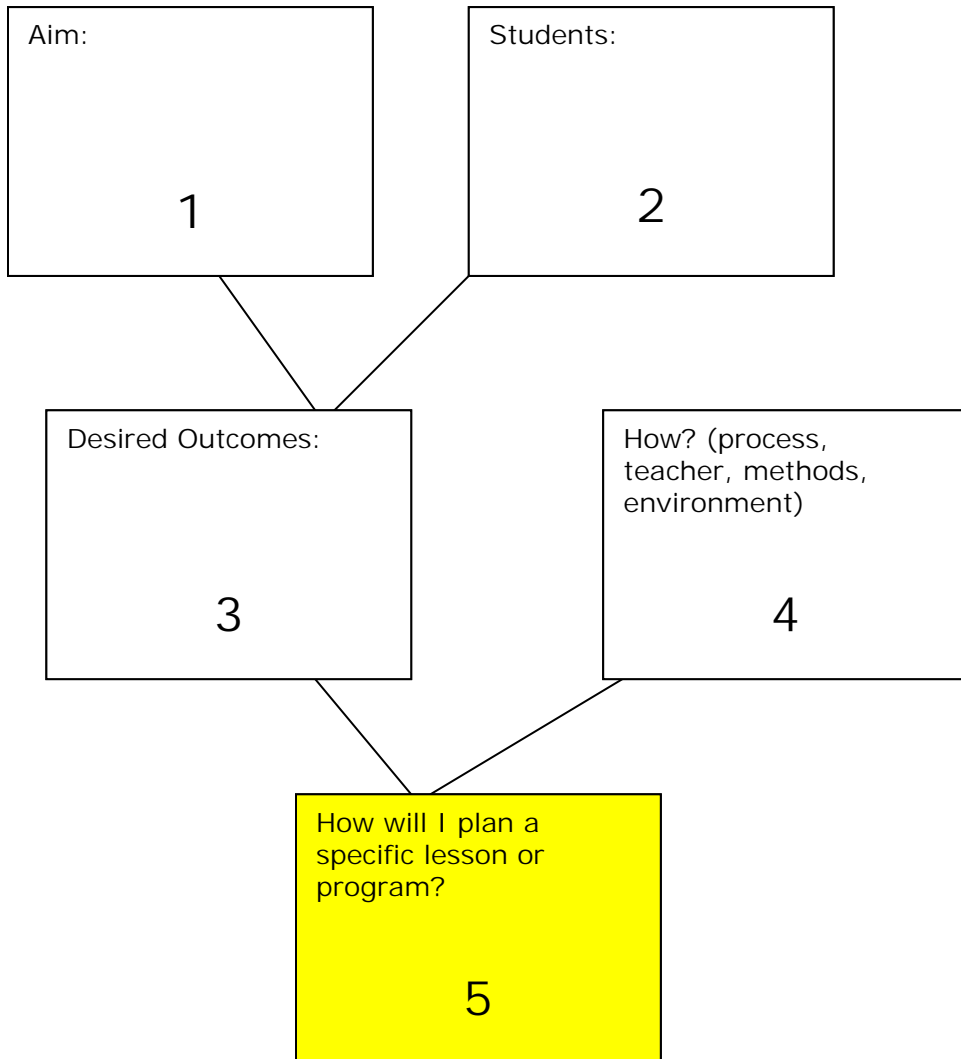 Aim:
1
Students:
2
Desired Outcomes:
3
How? (process,
teacher, methods,
environment)
4
How will I plan a
specific lesson or
program?
5